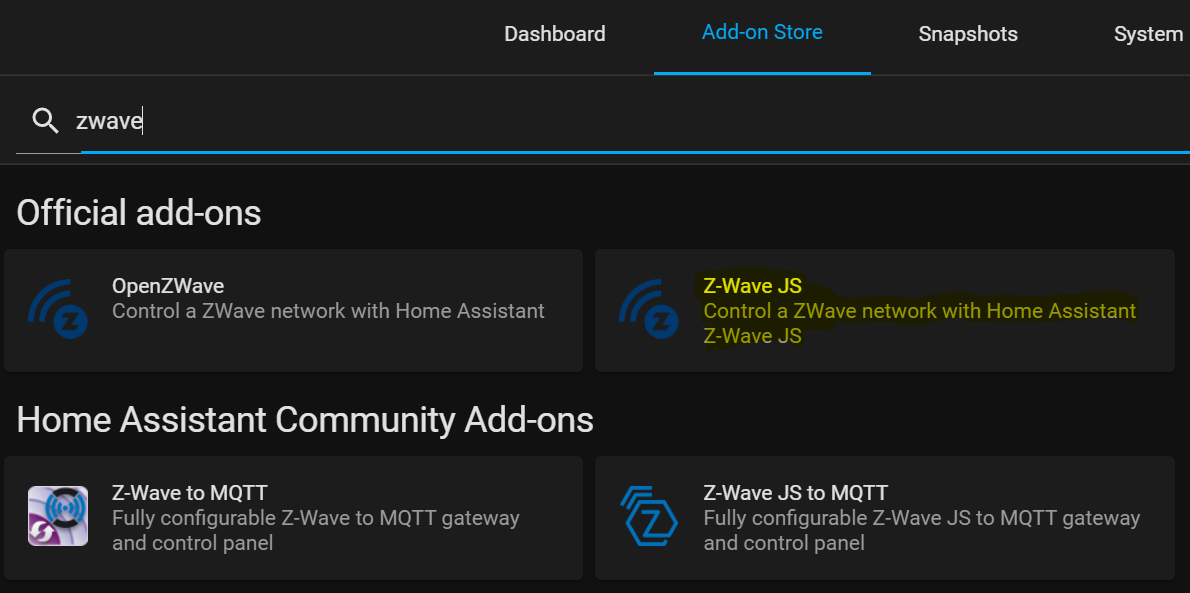 Dashboard Add-on Store Snapshots System
zwave
Official add-ons
OpenZWave
Control a ZWave network with Home Assistant
Z-Wave JS
Control a ZWave network with Home Assistant
Z-Wave JS
Home Assistant Community Add-ons
Z-Wave to MQTT
Fully configurable Z-Wave to MQTT gateway
and control panel
Z-Wave JS to MQTT
Fully configurable Z-Wave JS to MQTT gateway
and control panel